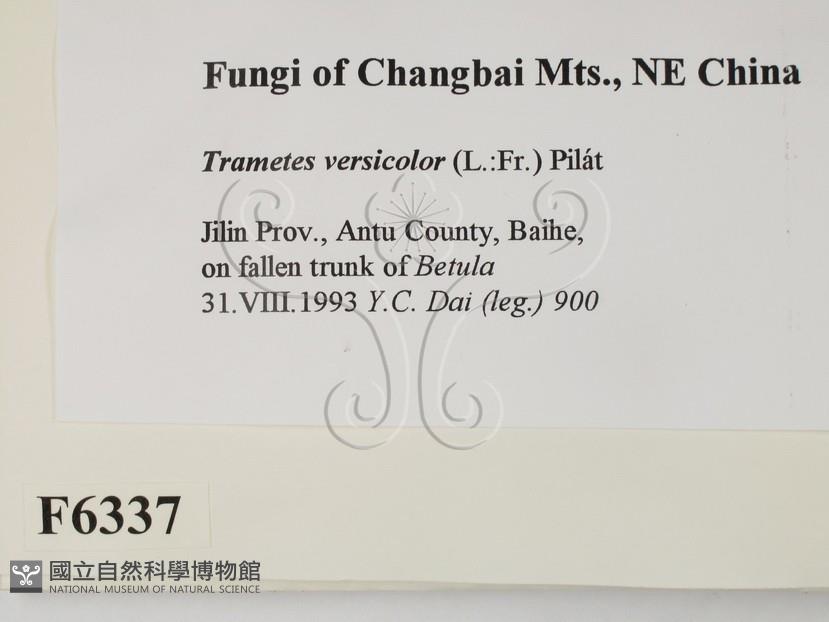 Fungi of Changbai Mts., NE China
Trametes versicolor (L.:Fr.) Pilát
Jilin Prov., Antu County, Baihe,
on fallen trunk of Betula
31.VIII.1993 Y.C. Dai (leg.) 900
F6337
國立自然科學博物館
NATIONAL MUSEUM OF NATURAL SCIENCE